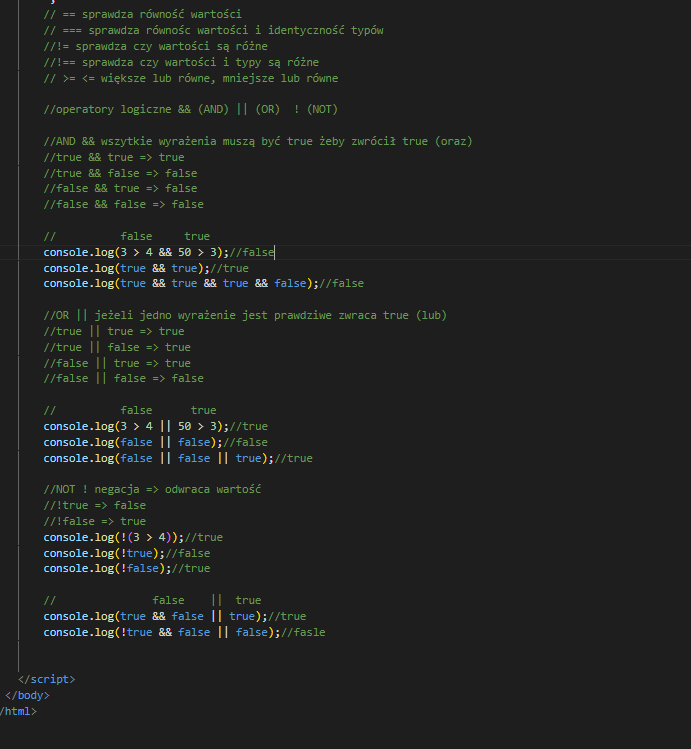 // == sprawdza równość wartości
// === sprawdza równośc wartości i identyczność typów
//!= sprawdza czy wartości są różne
//!== sprawdza czy wartości i typy są różne
// >= <= większe lub równe, mniejsze lub równe
//operatory logiczne && (AND) || (OR)  ! (NOT)
//AND && wszytkie wyrażenia muszą być true żeby zwrócił true (oraz)
//true && true => true
//true && false => false
//false && true => false
//false && false => false
//          false     true
console.log(3 > 4 && 50 > 3);//false
console.log(true && true);//true
console.log(true && true && true && false);//false
//OR || jeżeli jedno wyrażenie jest prawdziwe zwraca true (lub)
//true || true => true
//true || false => true
//false || true => true
//false || false => false
//          false      true
console.log(3 > 4 || 50 > 3);//true
console.log(false || false);//false
console.log(false || false || true);//true
//NOT ! negacja => odwraca wartość
//!true => false
//!false => true
console.log(!(3 > 4));//true
console.log(!true);//false
console.log(!false);//true
//               false    ||  true
console.log(true && false || true);//true
console.log(!true && false || false);//fasle
</script>
</body>
/html>